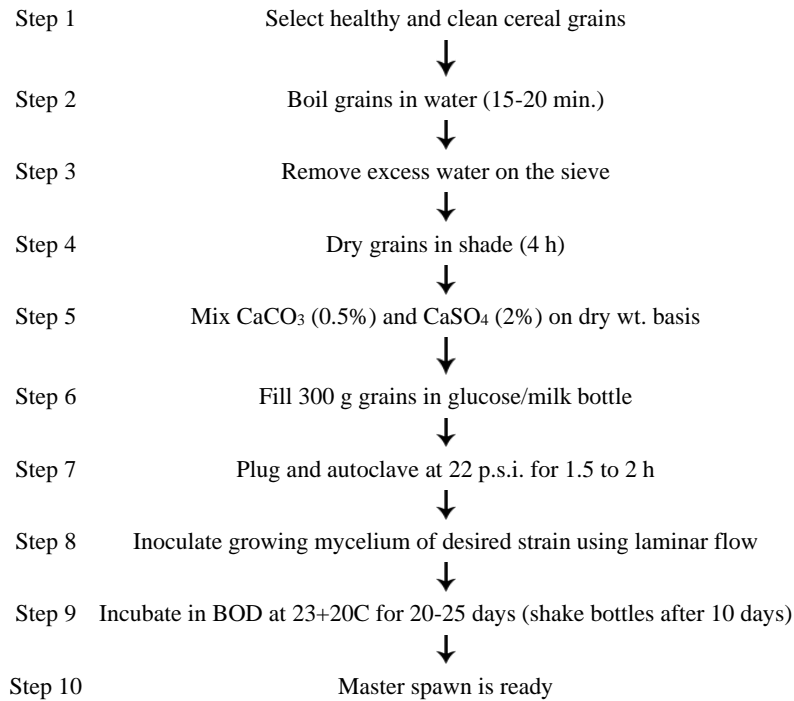 Step 1 Select healthy and clean cereal grains
Step 2 Boil grains in water (15-20 min.)
Step 3 Remove excess water on the sieve
Step 4 Dry grains in shade (4 h)
Step 5 Mix CaCO₃ (0.5%) and CaSO₄ (2%) on dry wt. basis
Step 6 Fill 300 g grains in glucose/milk bottle
Step 7 Plug and autoclave at 22 p.s.i. for 1.5 to 2 h
Step 8 Inoculate growing mycelium of desired strain using laminar flow
Step 9 Incubate in BOD at 23+20C for 20-25 days (shake bottles after 10 days)
Step 10 Master spawn is ready